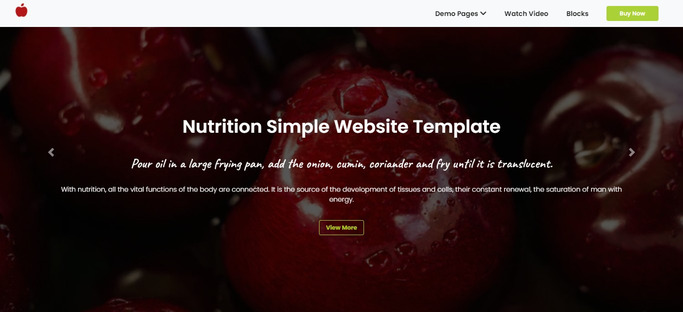 Demo Pages
Watch Video
Blocks
Buy Now
Nutrition Simple Website Template
Pour oil in a large frying pan, add the onion, cumin, coriander and fry until it is translucent.
With nutrition, all the vital functions of the body are connected. It is the source of the development of tissues and cells, their constant renewal, the saturation of man with
energy.
View More